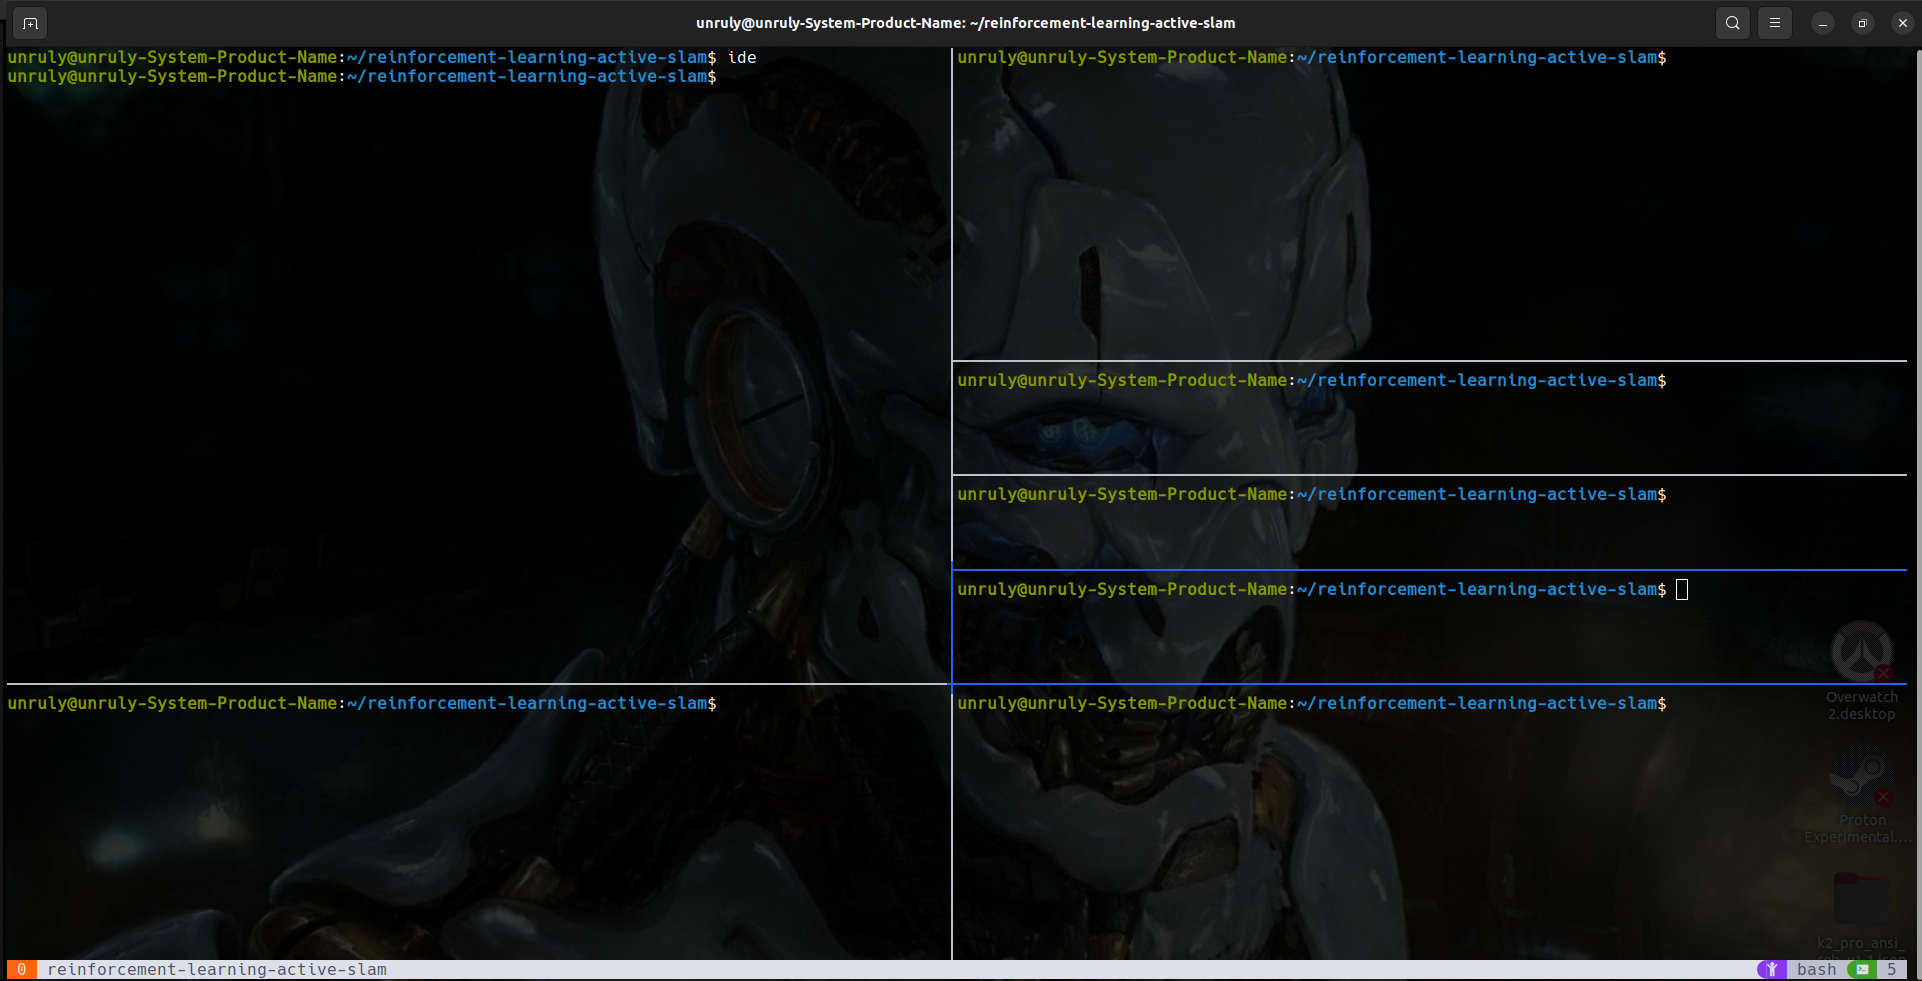 unruly@unruly-System-Product-Name: ~/reinforcement-learning-active-slam
unruly@unruly-System-Product-Name:~/reinforcement-learning-active-slam$ ide
unruly@unruly-System-Product-Name:~/reinforcement-learning-active-slam$
unruly@unruly-System-Product-Name:~/reinforcement-learning-active-slam$
unruly@unruly-System-Product-Name:~/reinforcement-learning-active-slam$
unruly@unruly-System-Product-Name:~/reinforcement-learning-active-slam$
unruly@unruly-System-Product-Name:~/reinforcement-learning-active-slam$
unruly@unruly-System-Product-Name:~/reinforcement-learning-active-slam$
unruly@unruly-System-Product-Name:~/reinforcement-learning-active-slam$
Overwatch
2.desktop
Proton
Experimental....
k2_pro_ansi_
0 reinforcement-learning-active-slam
bash 5